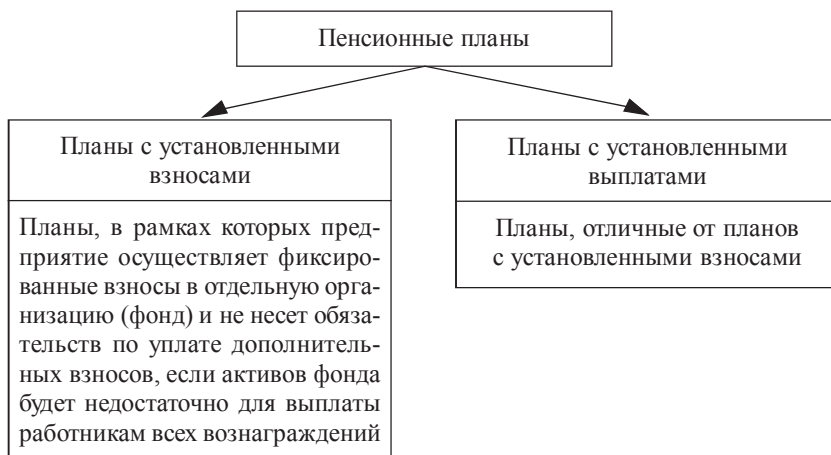 Пенсионные планы
Планы с установленными
взносами
Планы, в рамках которых пред-
приятие осуществляет фиксиро-
ванные взносы в отдельную орга-
низацию (фонд) и не несет обяза-
тельств по уплате дополнитель-
ных взносов, если активов фонда
будет недостаточно для выплаты
работникам всех вознаграждений
Планы с установленными
выплатами
Планы, отличные от планов
с установленными взносами